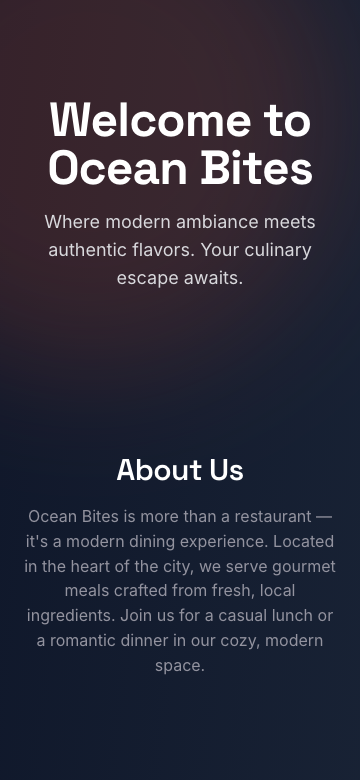 Welcome to
Ocean Bites
Where modern ambiance meets
authentic flavors. Your culinary
escape awaits.
About Us
Ocean Bites is more than a restaurant —
it's a modern dining experience. Located
in the heart of the city, we serve gourmet
meals crafted from fresh, local
ingredients. Join us for a casual lunch or
a romantic dinner in our cozy, modern
space.